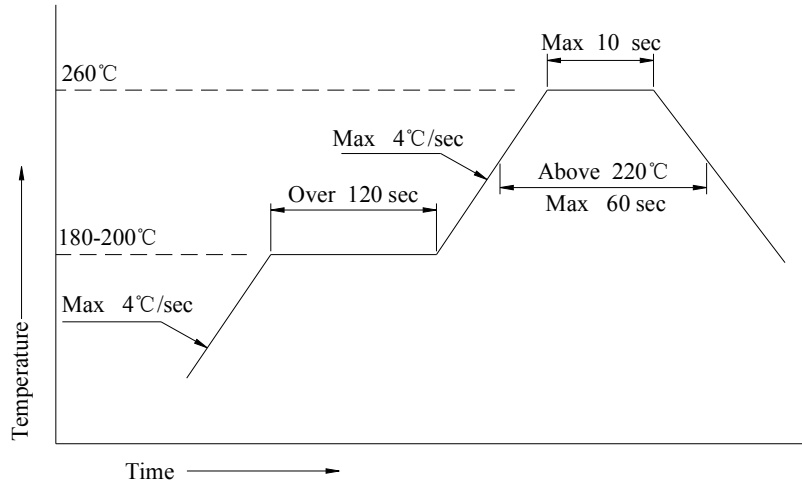 Max 10 sec
260℃
Max 4℃/sec
Above 220℃
Over 120 sec
Max 60 sec
180-200℃
Max 4℃/sec
Temperature
Time